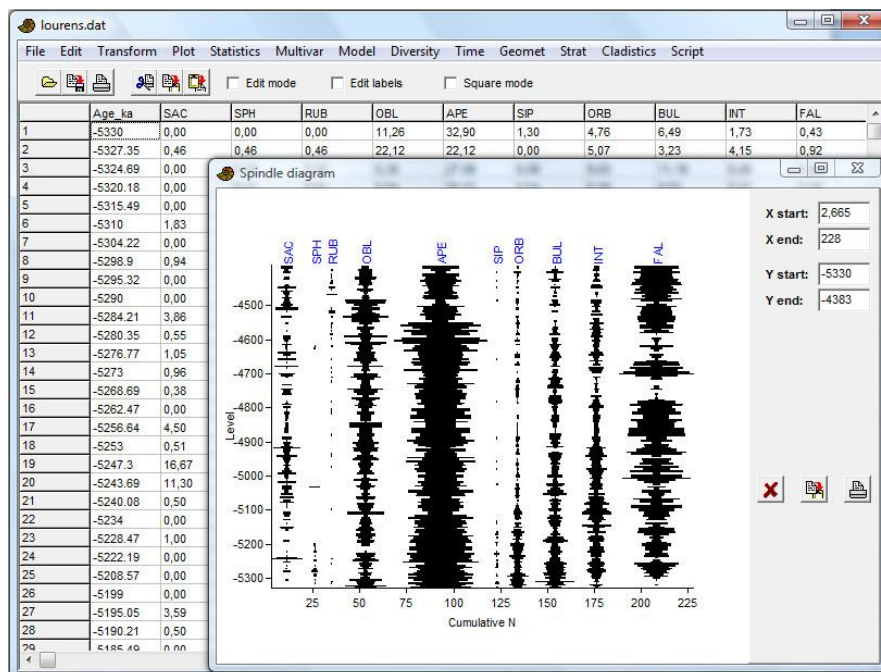 lourens.dat
File Edit Transform Plot Statistics Multivar Model Diversity Time Geomet Strat Cladistics Script
Edit mode Edit labels Square mode
Age_ka SAC SPH RUB OBL APE SIP ORB BUL INT FAL
1 -5330 0,00 0,00 0,00 11,26 32,90 1,30 4,76 6,49 1,73 0,43
2 -5327.35 0,46 0,46 0,46 22,12 22,12 0,00 5,07 3,23 4,15 0,92
3 -5324.69 0,00
4 -5320.18 0,00
5 -5315.49 0,00
6 -5310 1,83
7 -5304.22 0,00
8 -5298.9 0,94
9 -5295.32 0,00
10 -5290 0,00
11 -5284.21 3,86
12 -5280.35 0,55
13 -5276.77 1,05
14 -5273 0,96
15 -5268.69 0,38
16 -5262.47 0,00
17 -5256.64 4,50
18 -5253 0,51
19 -5247.3 16,67
20 -5243.69 11,30
21 -5240.08 0,50
22 -5234 0,00
23 -5228.47 1,00
24 -5222.19 0,00
25 -5208.57 0,00
26 -5199 0,00
27 -5195.05 3,59
28 -5190.21 0,50
29 -5185.49 0,00
Spindle diagram
X start: 2,665
X end: 228
Y start: -5330
Y end: -4383
SAC SPH RUB OBL APE SIP ORB BUL INT FAL
-4500
-4600
-4700
-4800
Level
-4900
-5000
-5100
-5200
-5300
25 50 75 100 125 150 175 200 225
Cumulative N